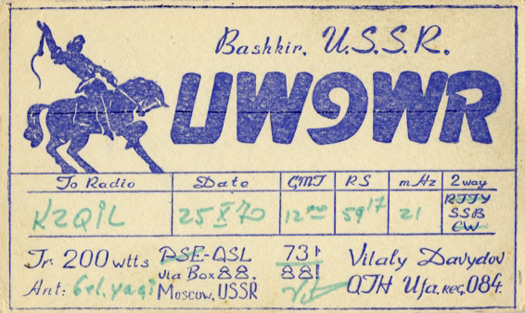 Bashkir, U.S.S.R.
UW9WR
To Radio Date GMT RS mHz 2way
K2QIL 25 X 70 12 00 59 17 21 RTTY SSB CW
Tr. 200 wtts PSE-QSL 73! Vitaly Davydov
via Box 88, 88!
Ant: 6el. yagi Moscow, USSR QTH Ufa, REG. 084.